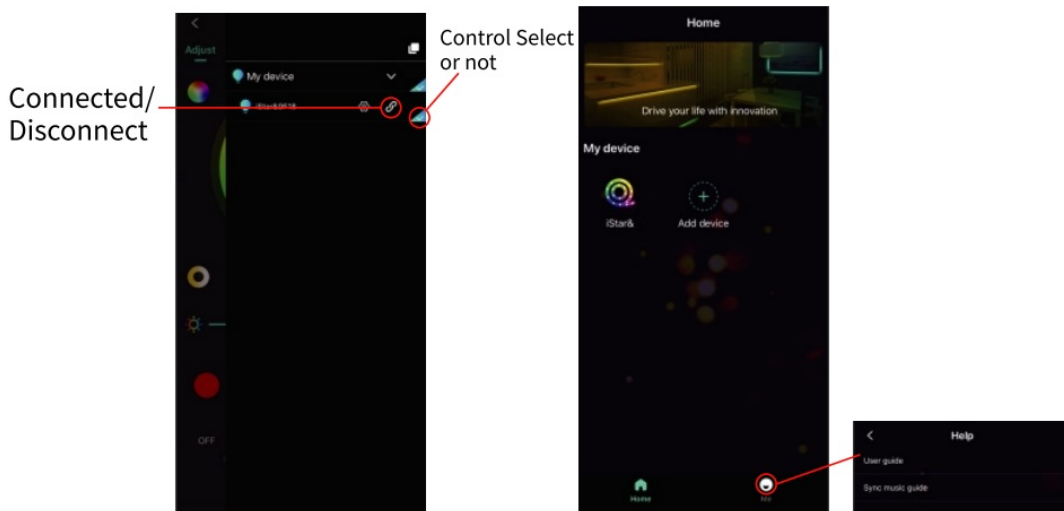 Connected/
Disconnect
Adjust
My device
OFF
Control Select
or not
Home
Drive your life with innovation
My device
iStar&
Add device
Home
Me
Help
User guide
Sync music guide